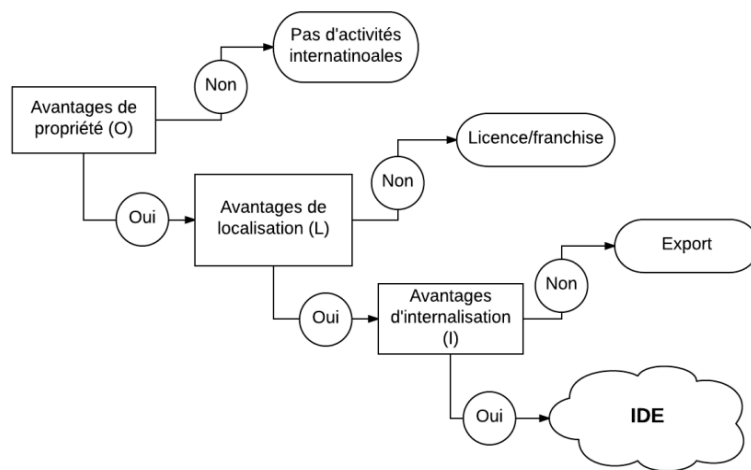 Pas d'activités
internatinoales
Non
Avantages de
propriété (O)
Licence/franchise
Non
Oui
Avantages de
localisation (L)
Export
Non
Oui
Avantages
d'internalisation
(I)
Oui
IDE